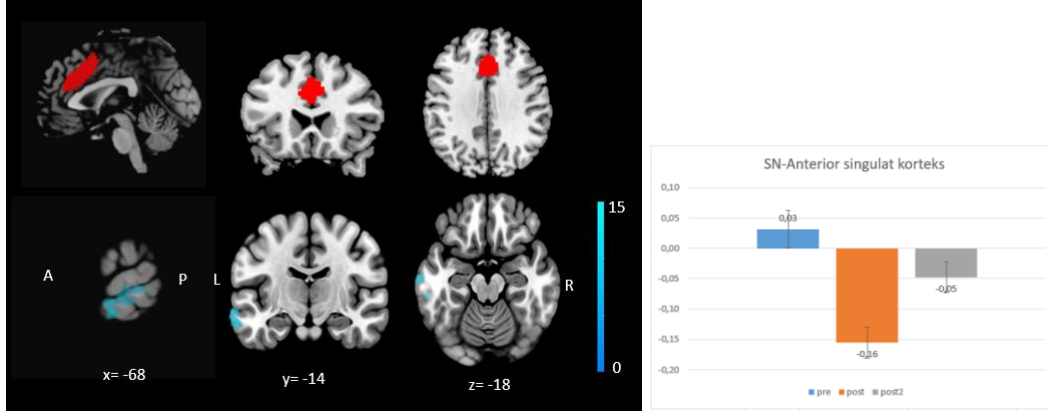 A
P
L
R
15
0
x= -68
y= -14
z= -18
SN-Anterior singulat korteks
0,10
0,05
0,00
-0,05
-0,10
-0,15
-0,20
0,03
-0,16
-0,05
pre post post2